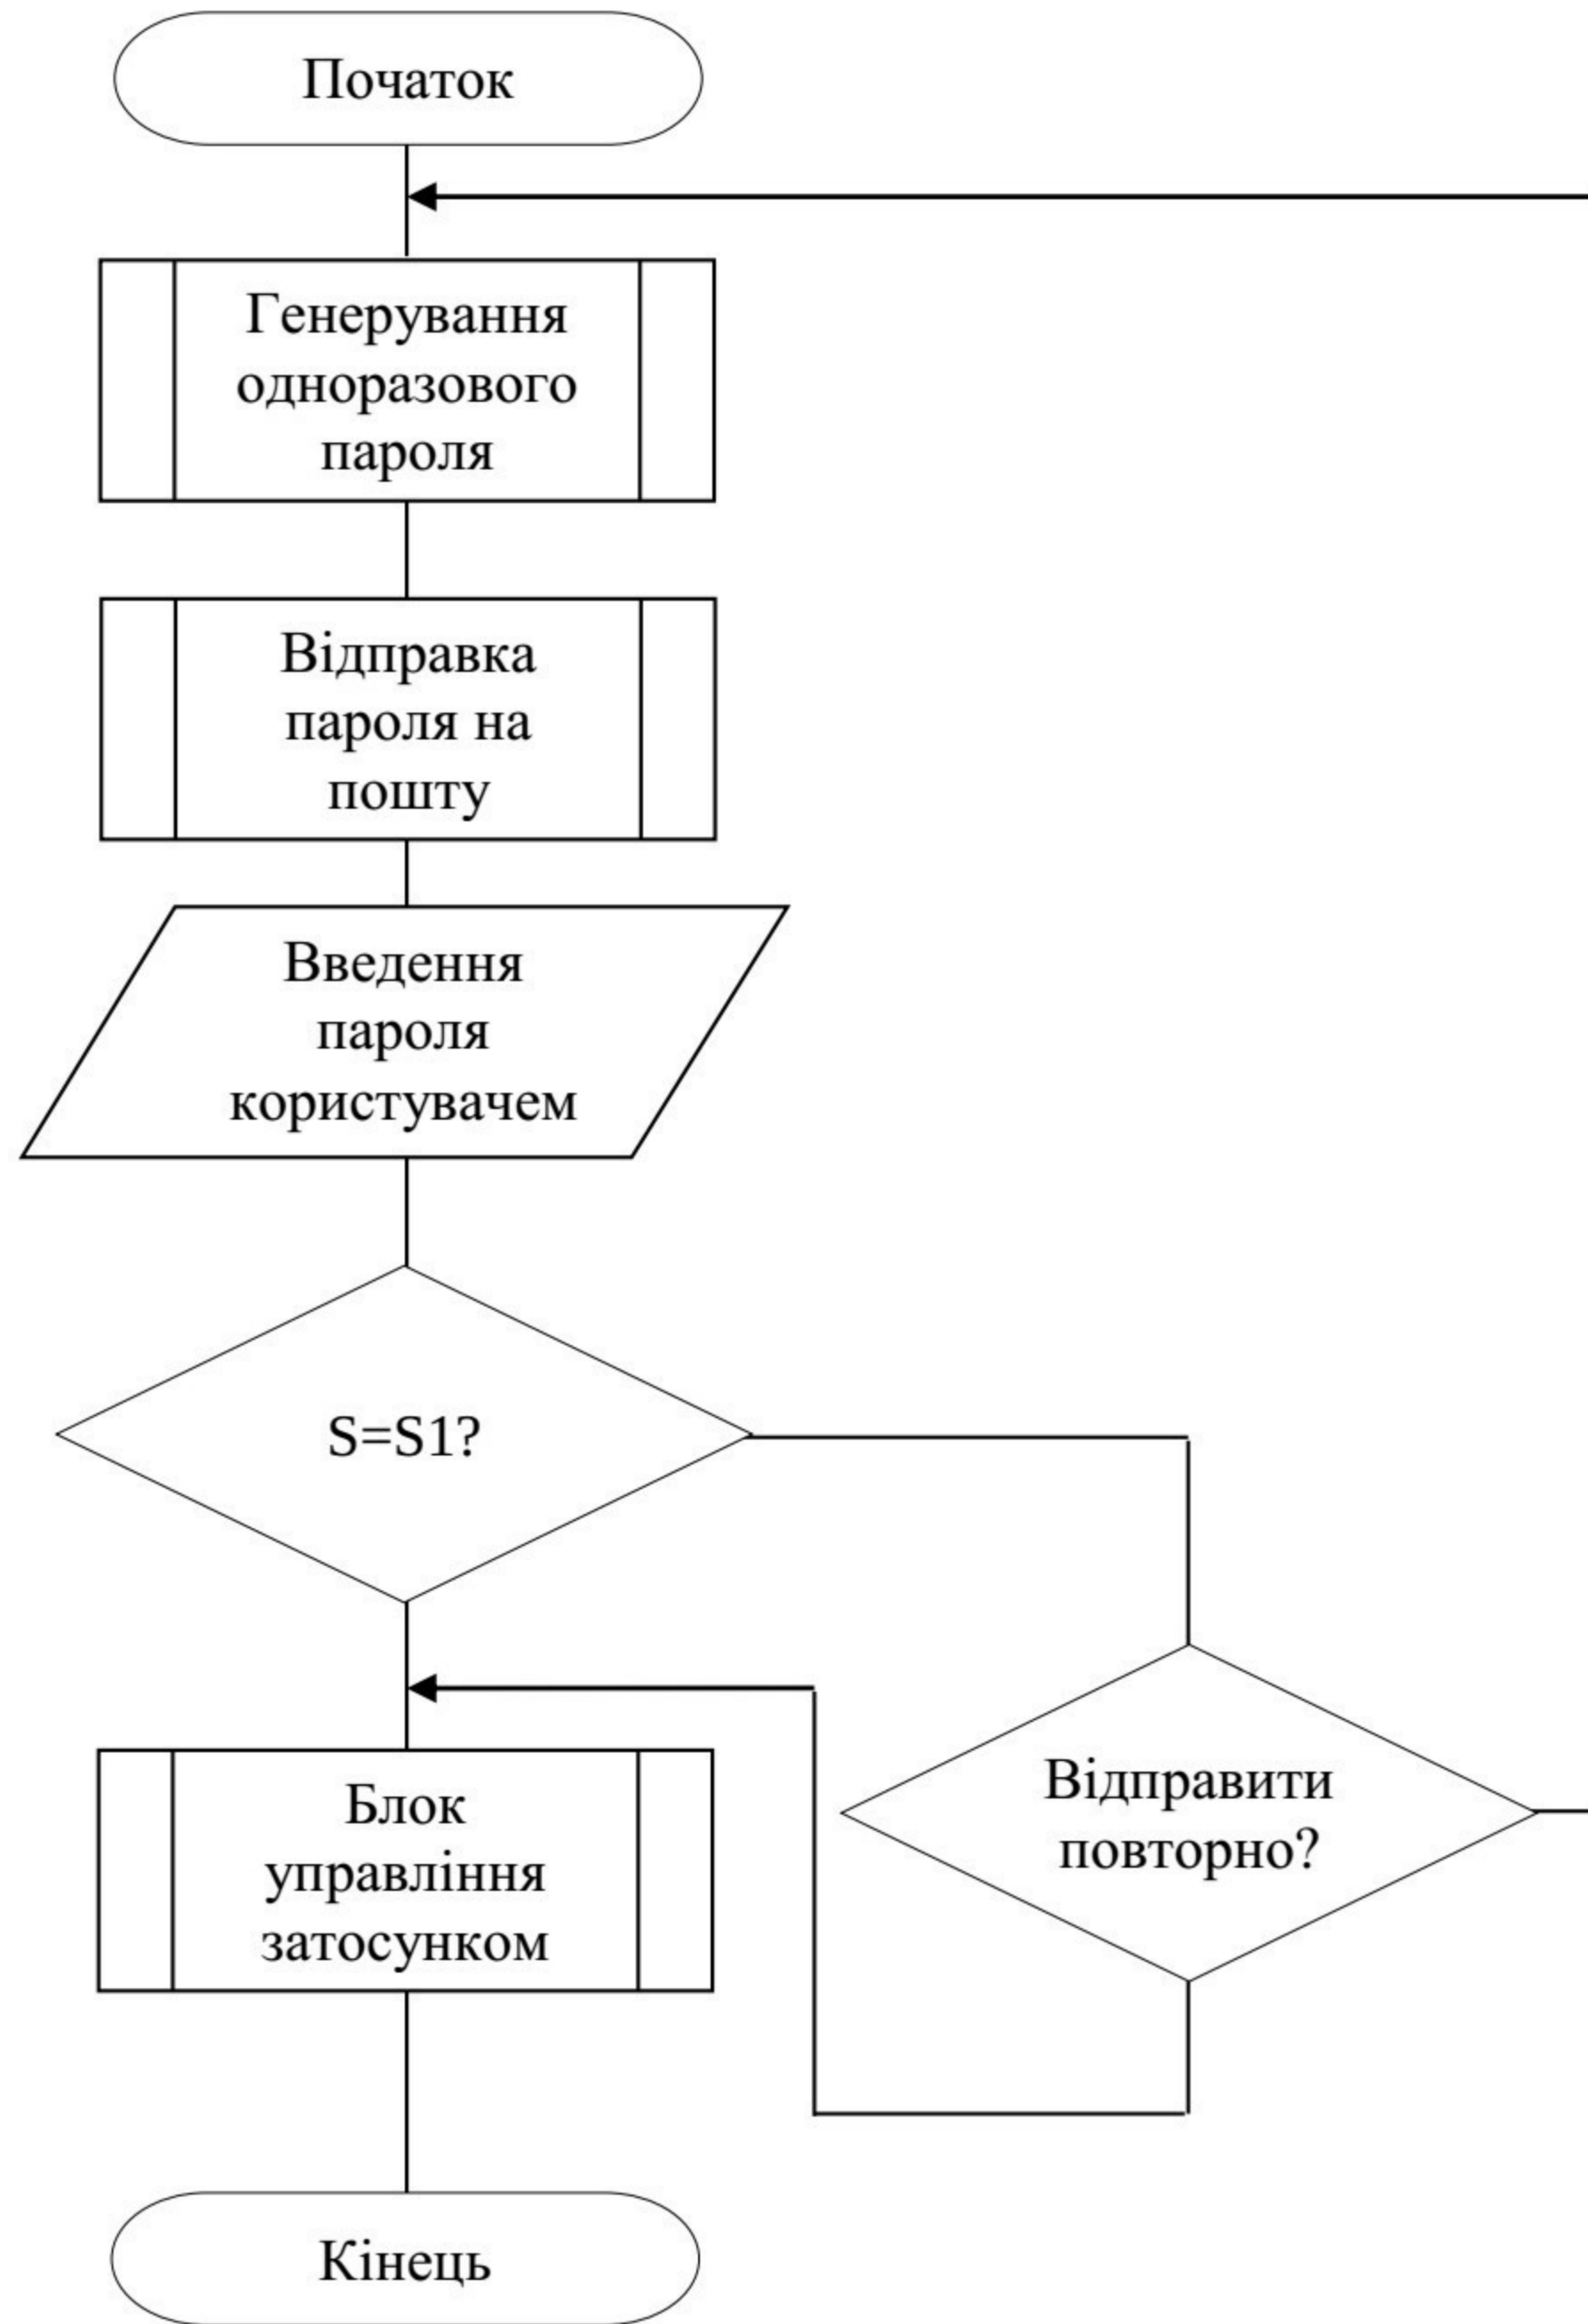 Початок
Генерування
одноразового
пароля
Відправка
пароля на
пошту
Введення
пароля
користувачем
S=S1?
Відправити
повторно?
Блок
управління
затосунком
Кінець